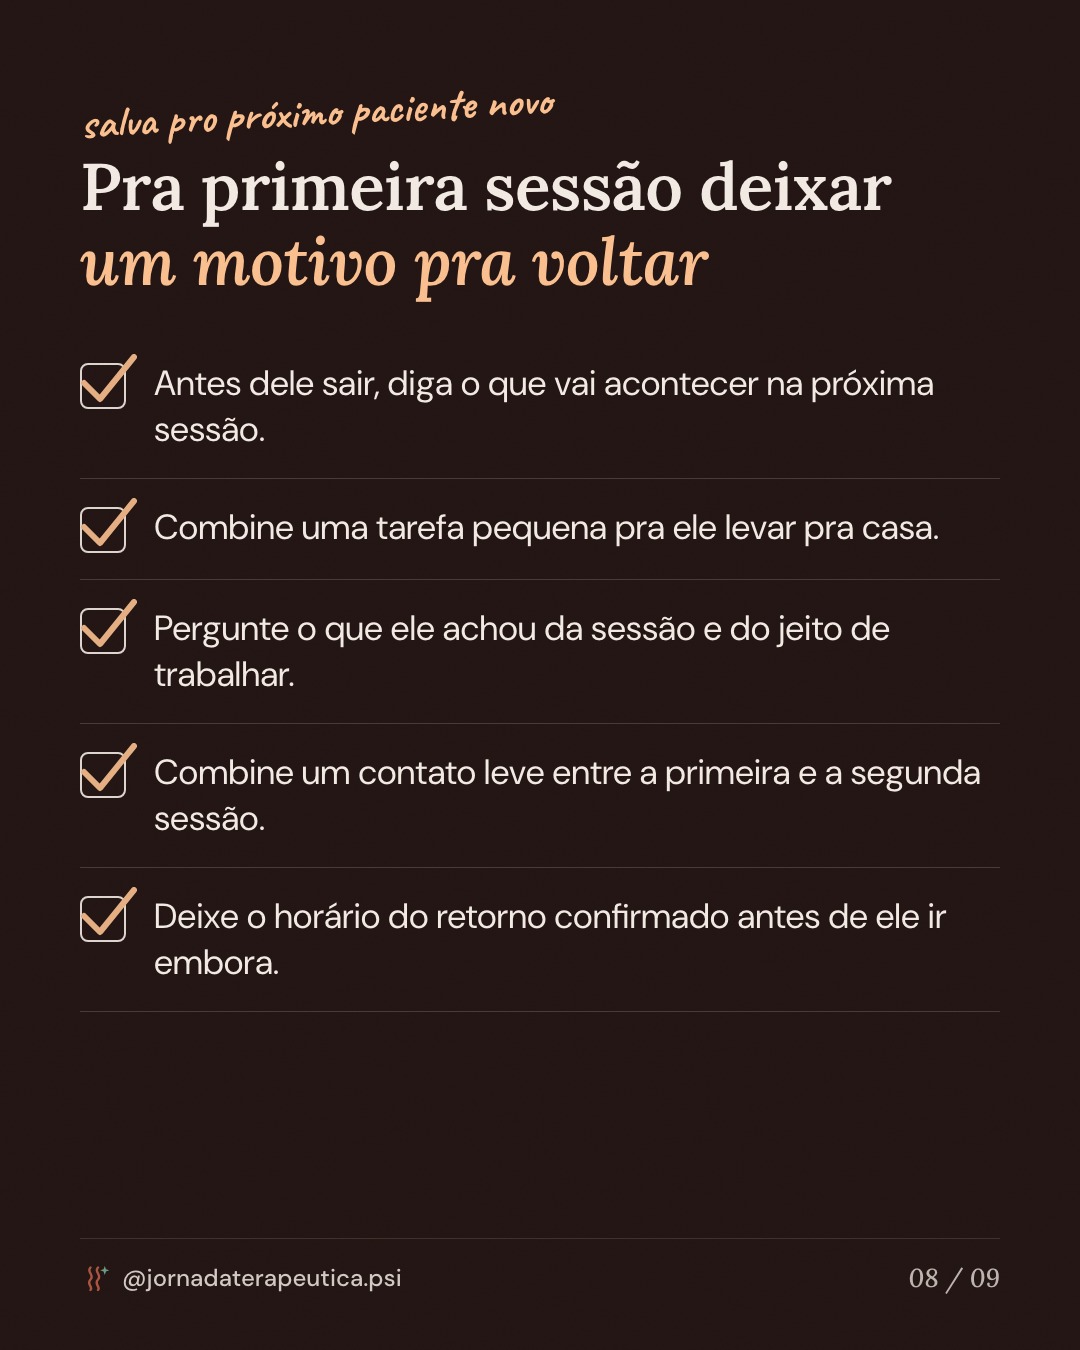 salva pro próximo paciente novo
Pra primeira sessão deixar
um motivo pra voltar
Antes dele sair, diga o que vai acontecer na próxima
sessão.
Combine uma tarefa pequena pra ele levar pra casa.
Pergunte o que ele achou da sessão e do jeito de
trabalhar.
Combine um contato leve entre a primeira e a segunda
sessão.
Deixe o horário do retorno confirmado antes de ele ir
embora.
@jornadaterapeutica.psi
08 / 09